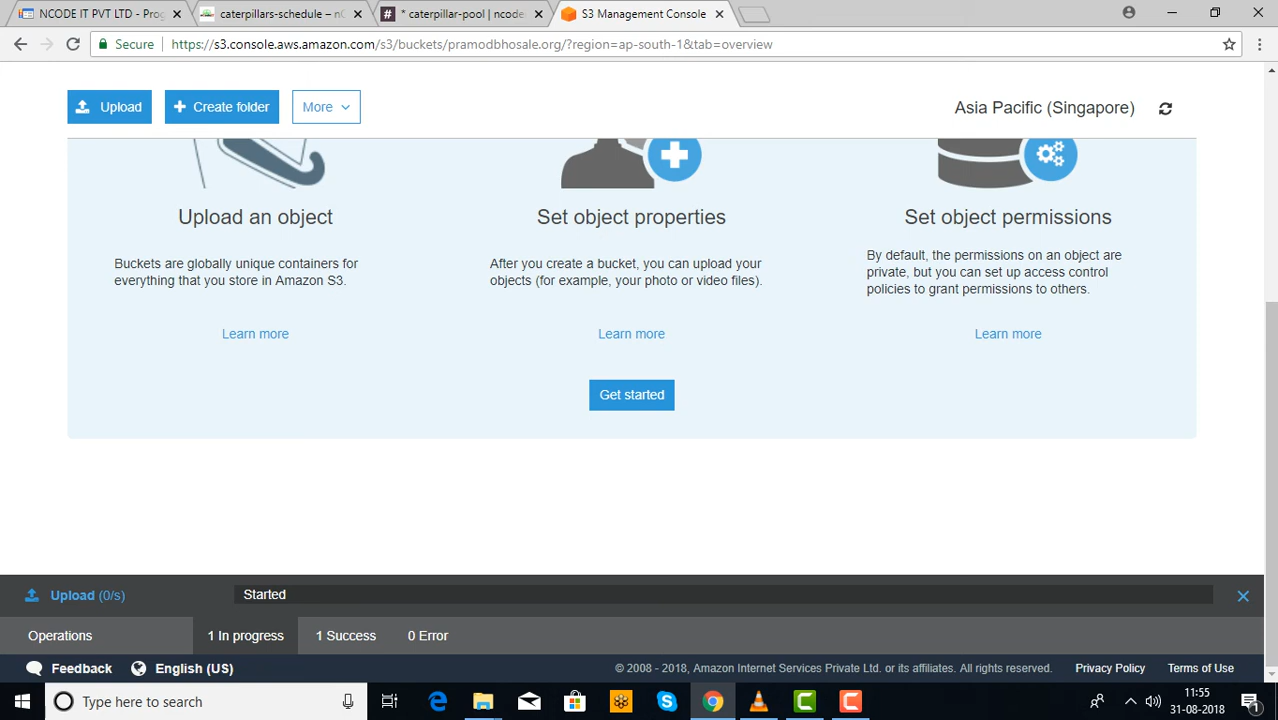 NCODE IT PVT LTD - Prog
caterpillars-schedule – nC
* caterpillar-pool | ncode
S3 Management Console
Secure
https://s3.console.aws.amazon.com/s3/buckets/pramodbhosale.org/?region=ap-south-1&tab=overview
Upload
Create folder
More
Asia Pacific (Singapore)
Upload an object
Set object properties
Set object permissions
Buckets are globally unique containers for
everything that you store in Amazon S3.
After you create a bucket, you can upload your
objects (for example, your photo or video files).
By default, the permissions on an object are
private, but you can set up access control
policies to grant permissions to others.
Learn more
Learn more
Learn more
Get started
Upload (0/s)
Started
Operations
1 In progress
1 Success
0 Error
Feedback
English (US)
© 2008 - 2018, Amazon Internet Services Private Ltd. or its affiliates. All rights reserved.
Privacy Policy
Terms of Use
Type here to search
11:55
31-08-2018
1